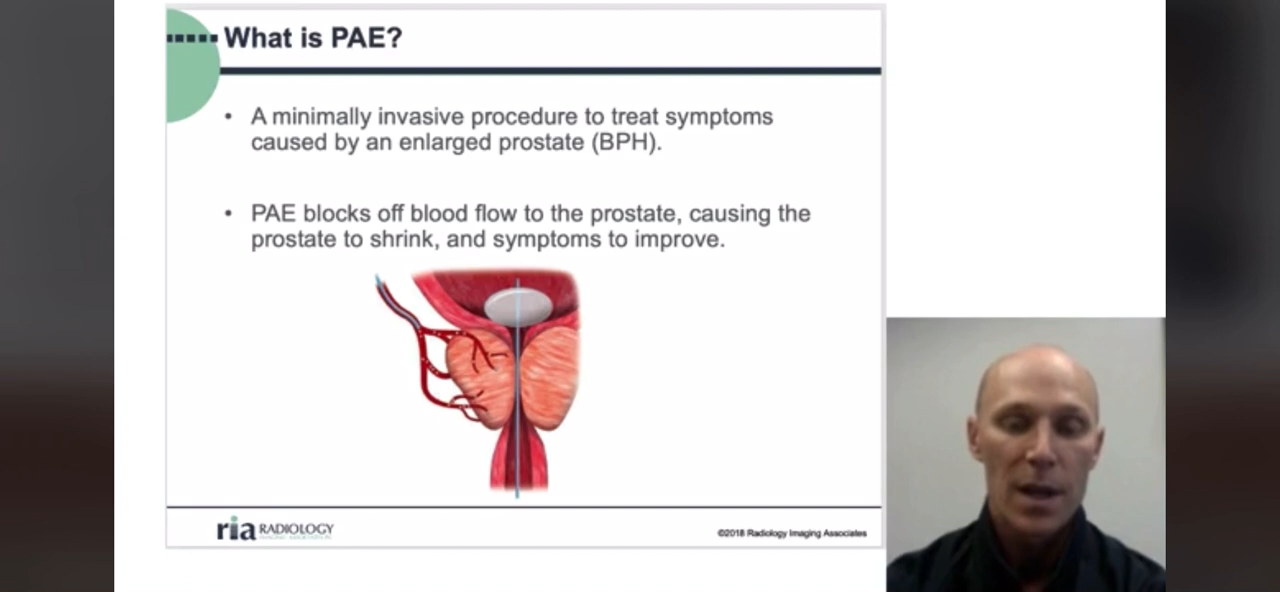 What is PAE?
• A minimally invasive procedure to treat symptoms
caused by an enlarged prostate (BPH).
• PAE blocks off blood flow to the prostate, causing the
prostate to shrink, and symptoms to improve.
ria RADIOLOGY
IMAGING ASSOCIATES
©2018 Radiology Imaging Associates